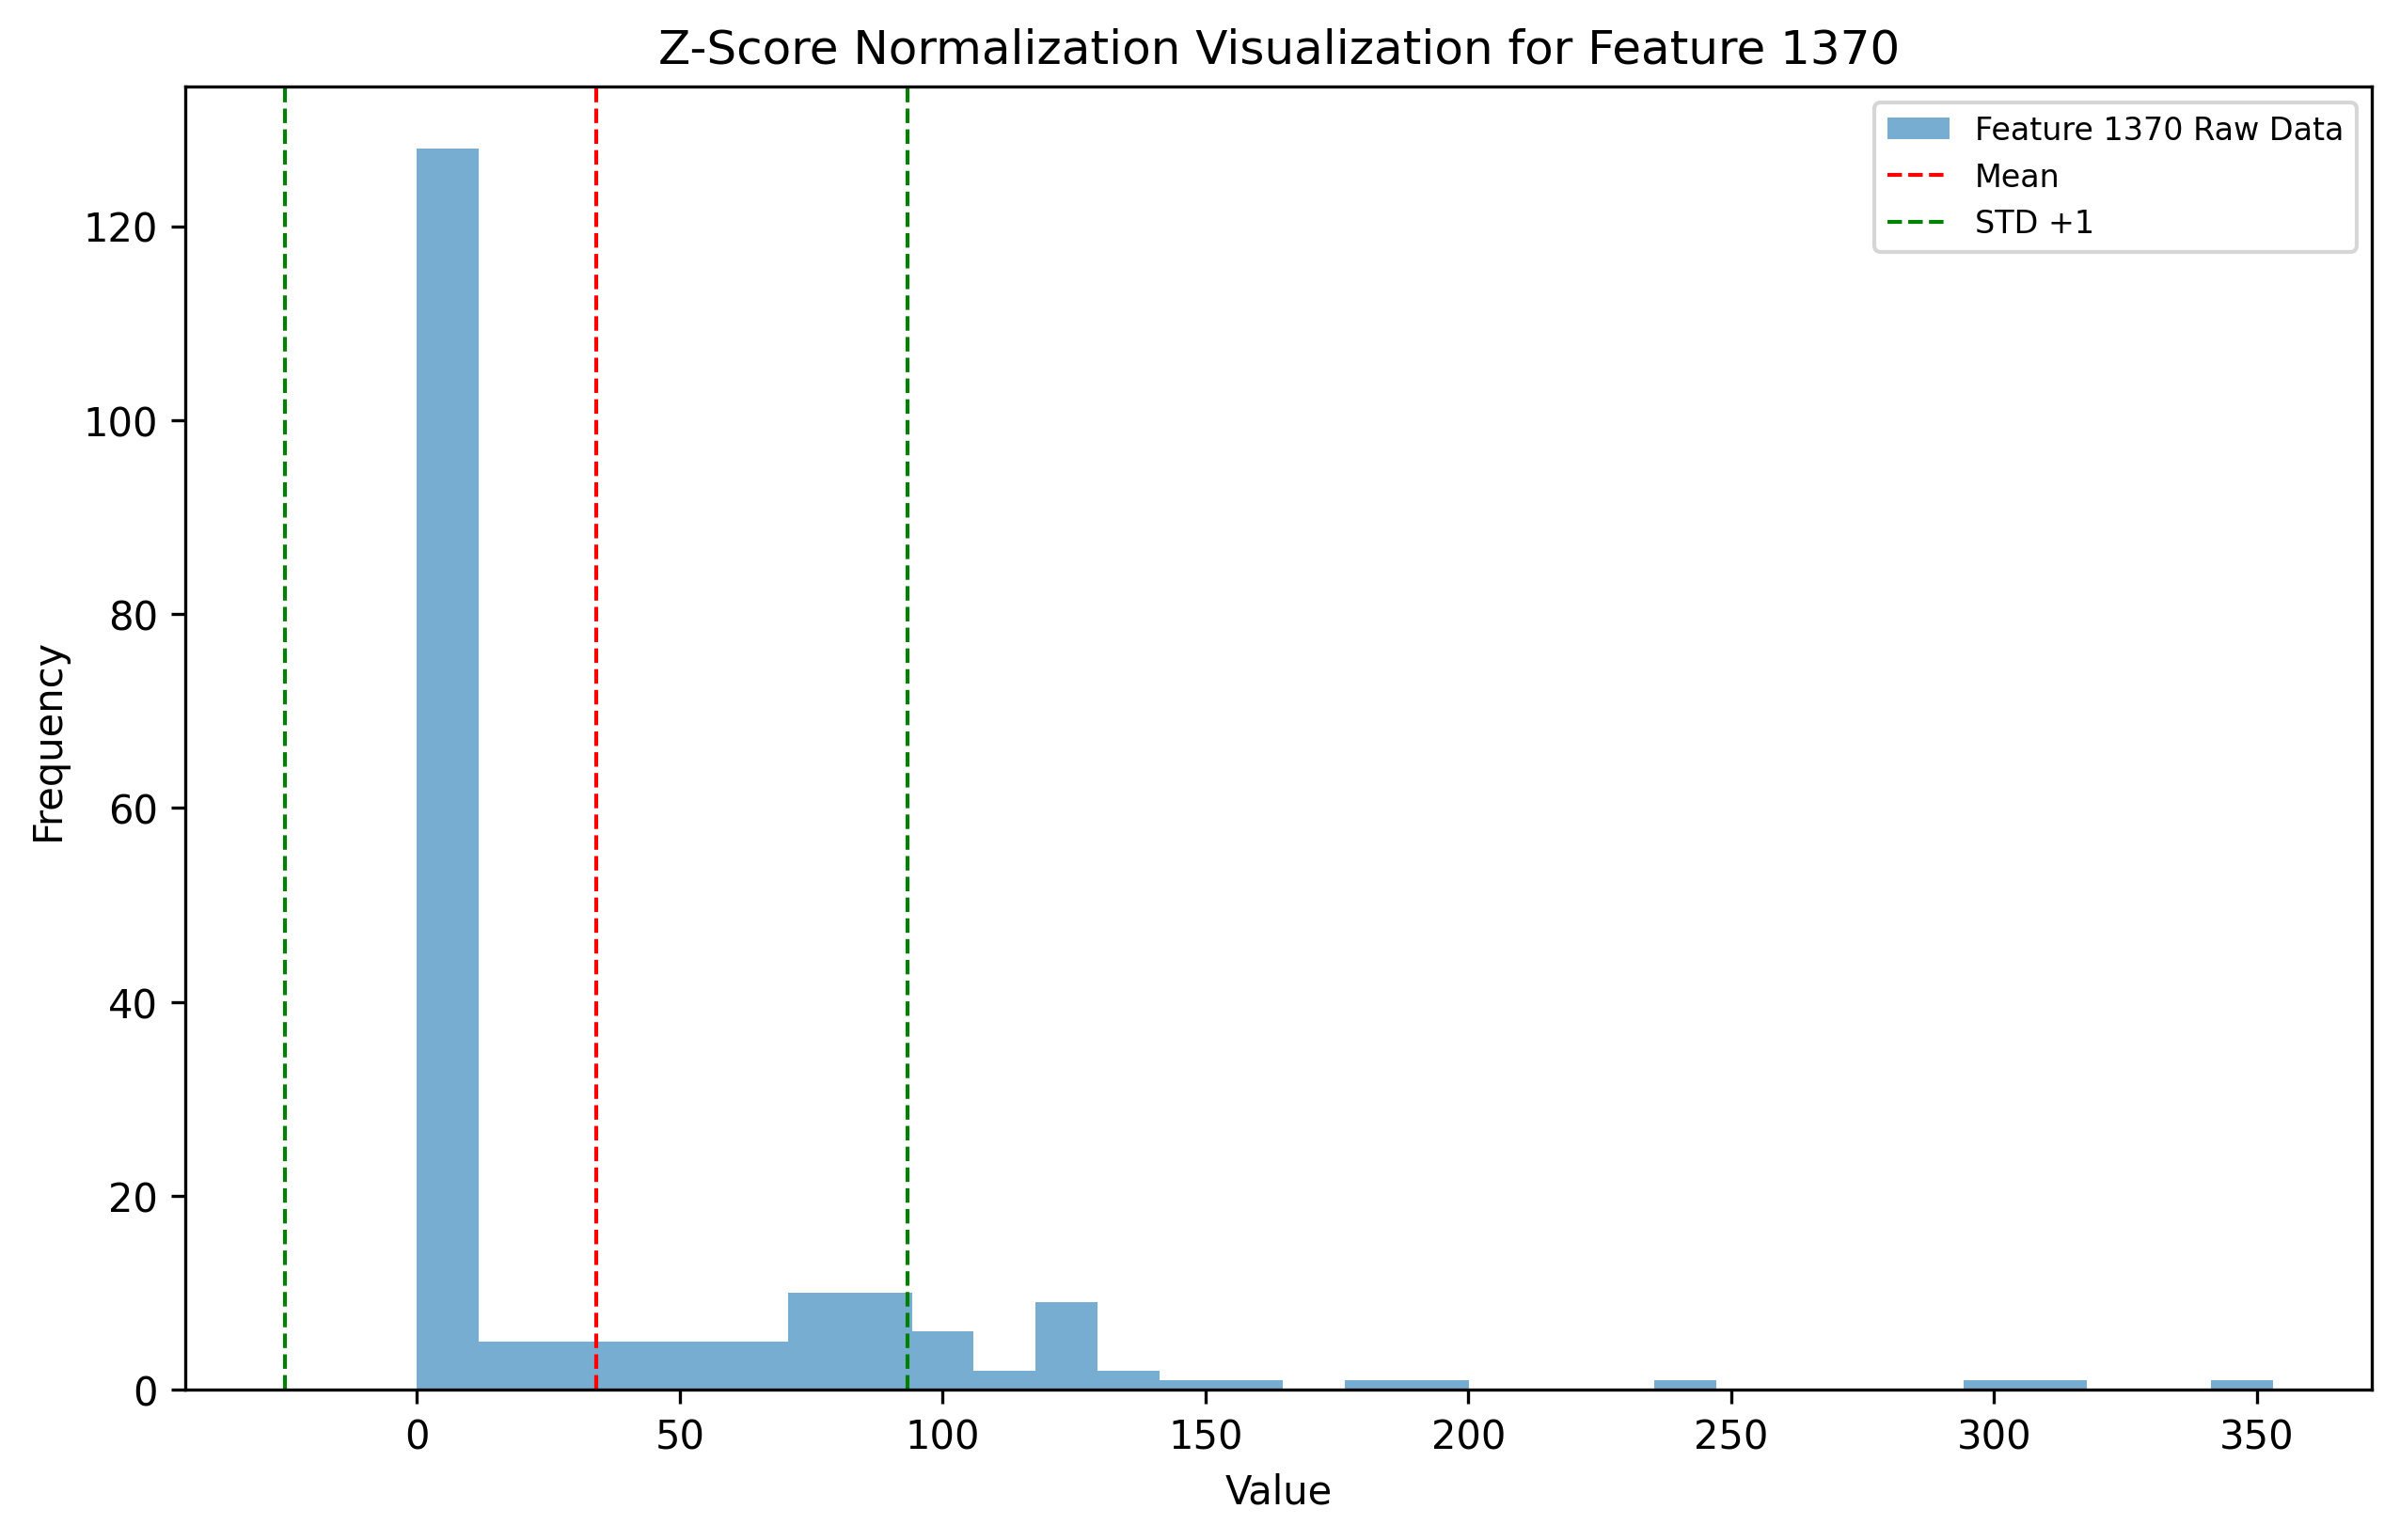 Z-Score Normalization Visualization for Feature 1370
Feature 1370 Raw Data
Mean
STD +1
Frequency
120
100
80
60
40
20
0
0 50 100 150 200 250 300 350
Value